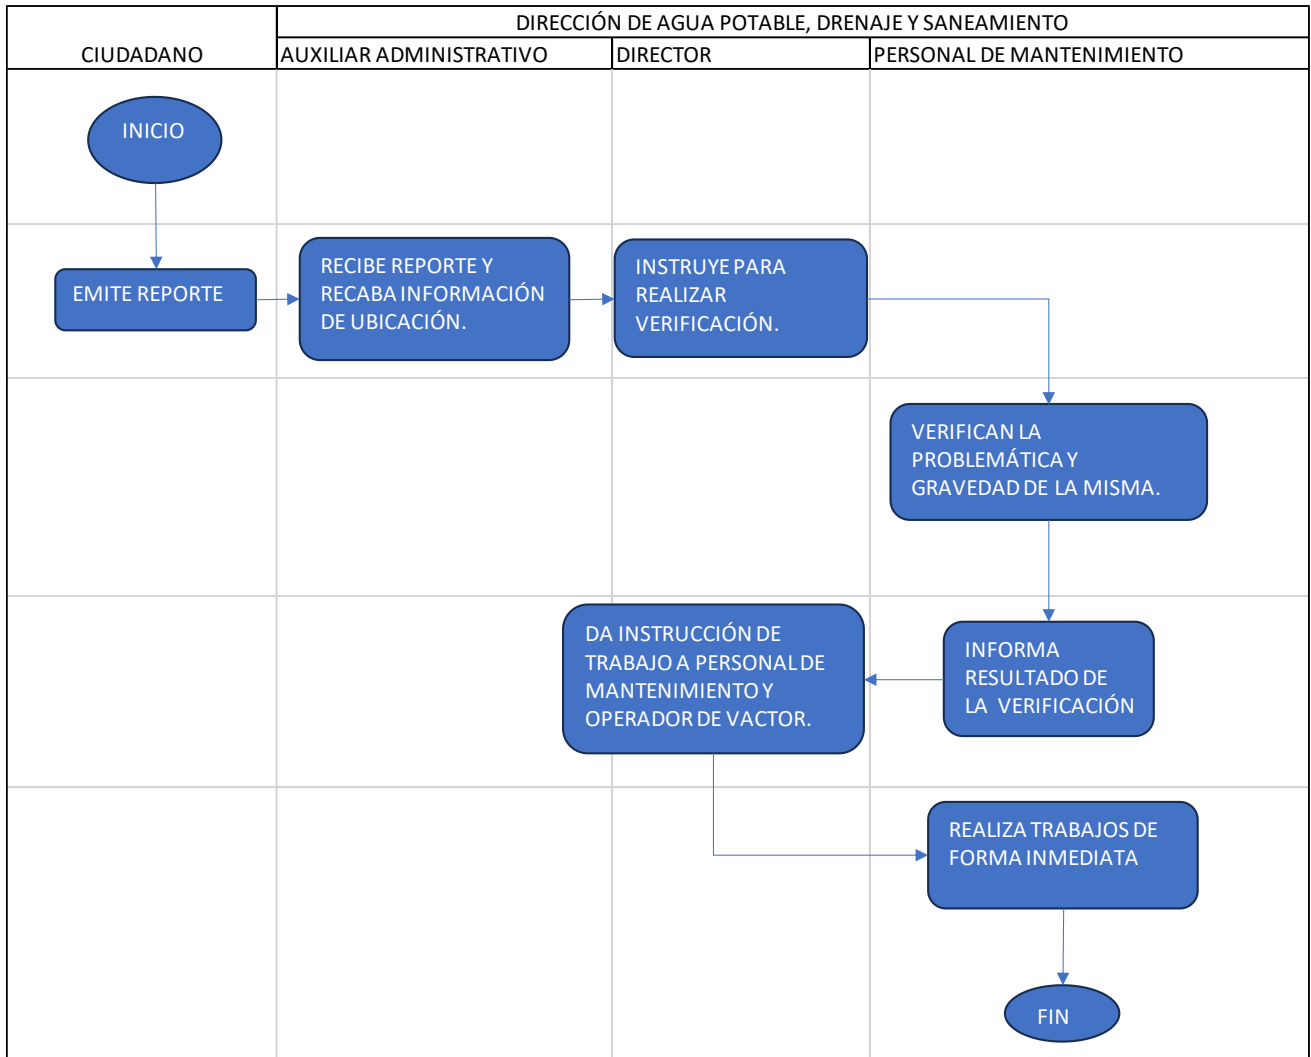 DIRECCIÓN DE AGUA POTABLE, DRENAJE Y SANEAMIENTO
CIUDADANO
AUXILIAR ADMINISTRATIVO
DIRECTOR
PERSONAL DE MANTENIMIENTO
INICIO
EMITE REPORTE
RECIBE REPORTE Y
RECABA INFORMACIÓN
DE UBICACIÓN.
INSTRUYE PARA
REALIZAR
VERIFICACIÓN.
VERIFICAN LA
PROBLEMÁTICA Y
GRAVEDAD DE LA MISMA.
INFORMA
RESULTADO DE
LA VERIFICACIÓN
DA INSTRUCCIÓN DE
TRABAJO A PERSONAL DE
MANTENIMIENTO Y
OPERADOR DE VACTOR.
REALIZA TRABAJOS DE
FORMA INMEDIATA
FIN